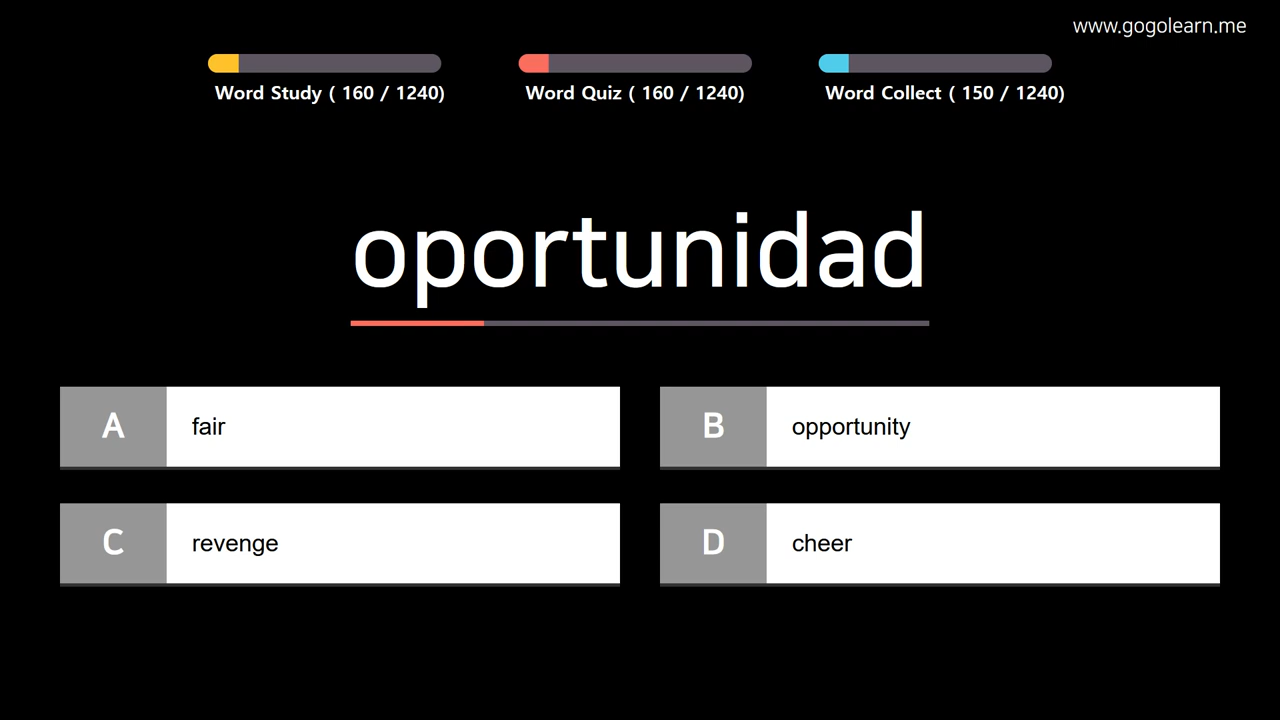 www.gogolearn.me
Word Study ( 160 / 1240)
Word Quiz ( 160 / 1240)
Word Collect ( 150 / 1240)
oportunidad
A fair
B opportunity
C revenge
D cheer